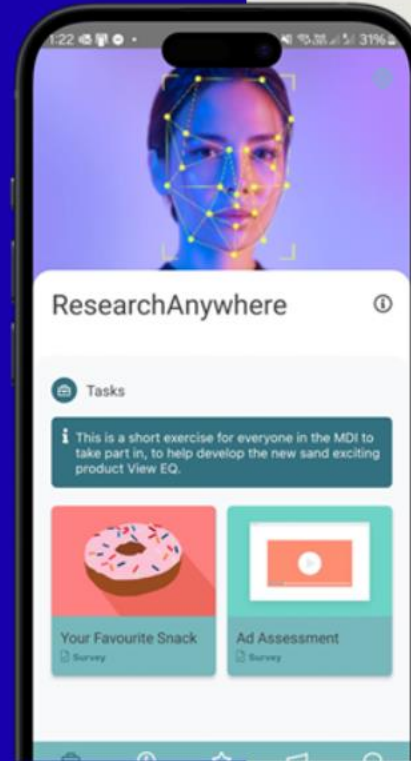 1:22
31%
ResearchAnywhere
Tasks
This is a short exercise for everyone in the MDI to
take part in, to help develop the new sand exciting
product View EQ.
Your Favourite Snack
Survey
Ad Assessment
Survey